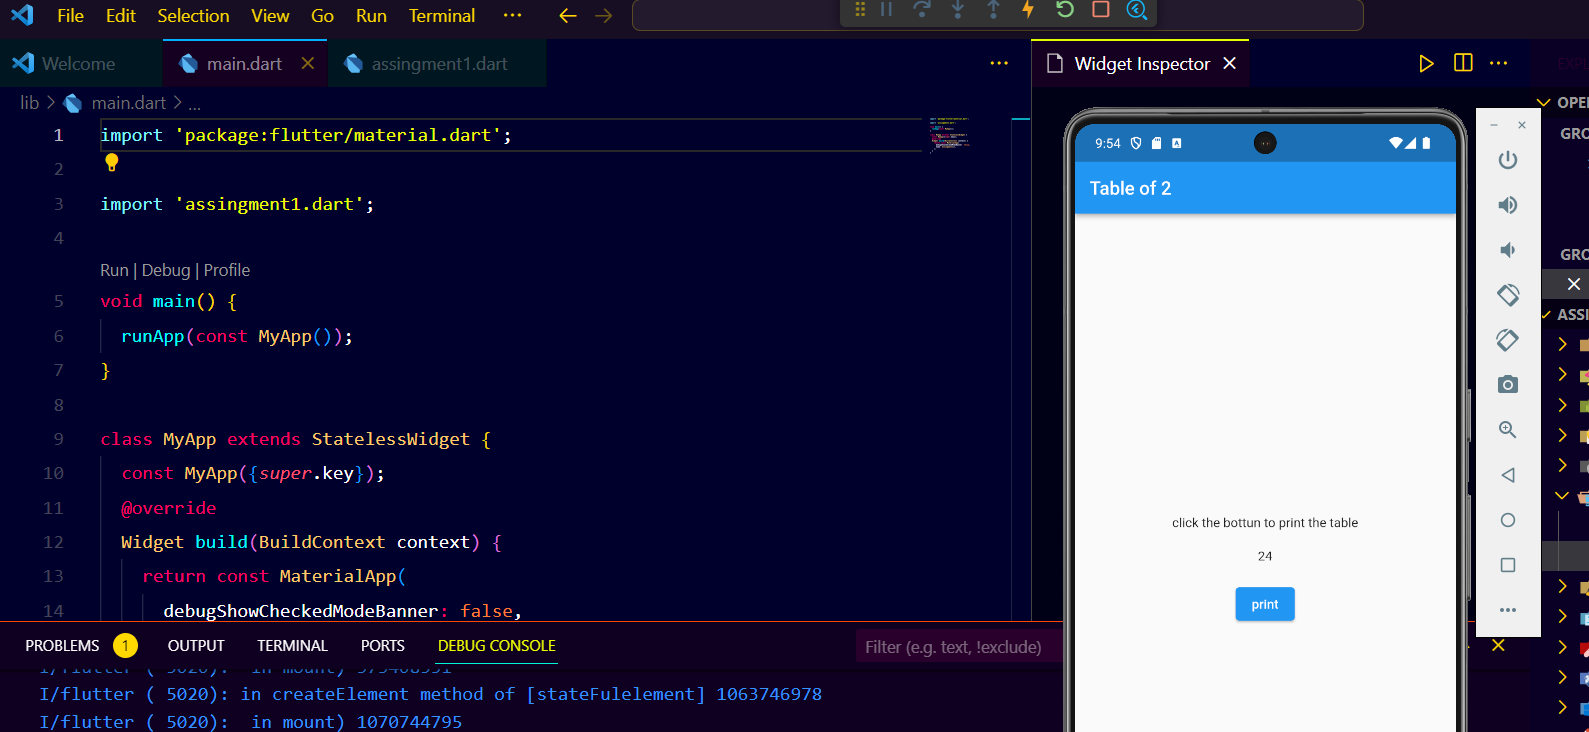 File Edit Selection View Go Run Terminal ···
Welcome main.dart assingment1.dart ···
lib > main.dart > ...
1 import 'package:flutter/material.dart';
2
3 import 'assingment1.dart';
4
Run | Debug | Profile
5 void main() {
6 runApp(const MyApp());
7 }
8
9 class MyApp extends StatelessWidget {
10 const MyApp({super.key});
11 @override
12 Widget build(BuildContext context) {
13 return const MaterialApp(
14 debugShowCheckedModeBanner: false,
PROBLEMS 1 OUTPUT TERMINAL PORTS DEBUG CONSOLE Filter (e.g. text, !exclude)
I/flutter ( 5020): in mount) 575408951
I/flutter ( 5020): in createElement method of [stateFulelement] 1063746978
I/flutter ( 5020): in mount) 1070744795
Widget Inspector
9:54
Table of 2
click the bottun to print the table
24
print
OPE
GRO
GRO
ASSI